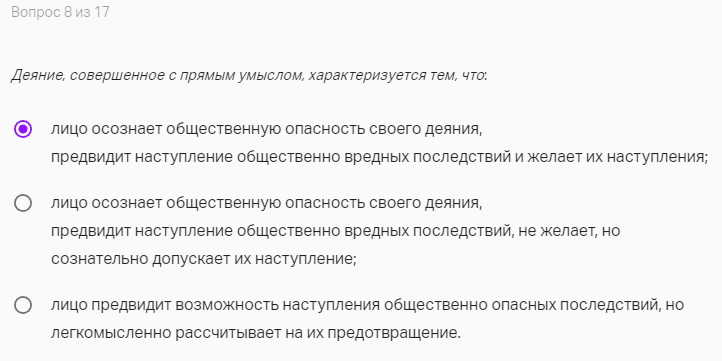 Вопрос 8 из 17
Деяние, совершенное с прямым умыслом, характеризуется тем, что:
лицо осознает общественную опасность своего деяния,
предвидит наступление общественно вредных последствий и желает их наступления;
лицо осознает общественную опасность своего деяния,
предвидит наступление общественно вредных последствий, не желает, но
сознательно допускает их наступление;
лицо предвидит возможность наступления общественно опасных последствий, но
легкомысленно рассчитывает на их предотвращение.